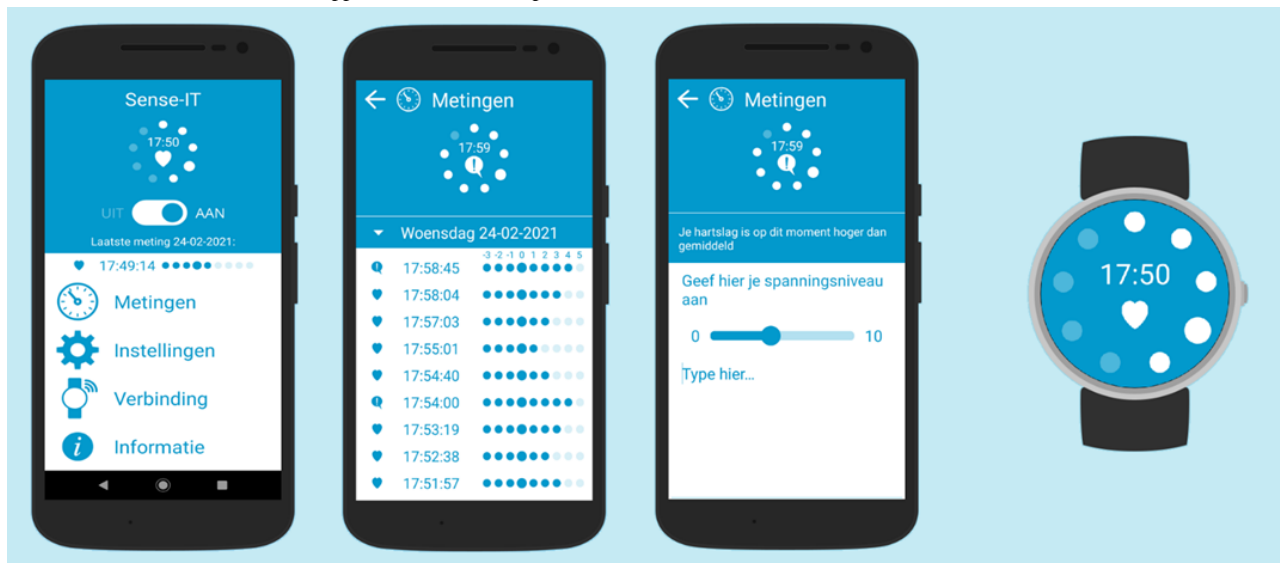 Sense-IT
17:50
UIT AAN
Laatste meting 24-02-2021:
17:49:14
Metingen
Instellingen
Verbinding
i Informatie
Metingen
17:59
!
Woensdag 24-02-2021
-3 -2 -1 0 1 2 3 4 5
17:58:45
17:58:04
17:57:03
17:55:01
17:54:40
17:54:00
17:53:19
17:52:38
17:51:57
Metingen
17:59
!
Je hartslag is op dit moment hoger dan
gemiddeld
Geef hier je spanningsniveau
aan
0 10
Type hier...
17:50